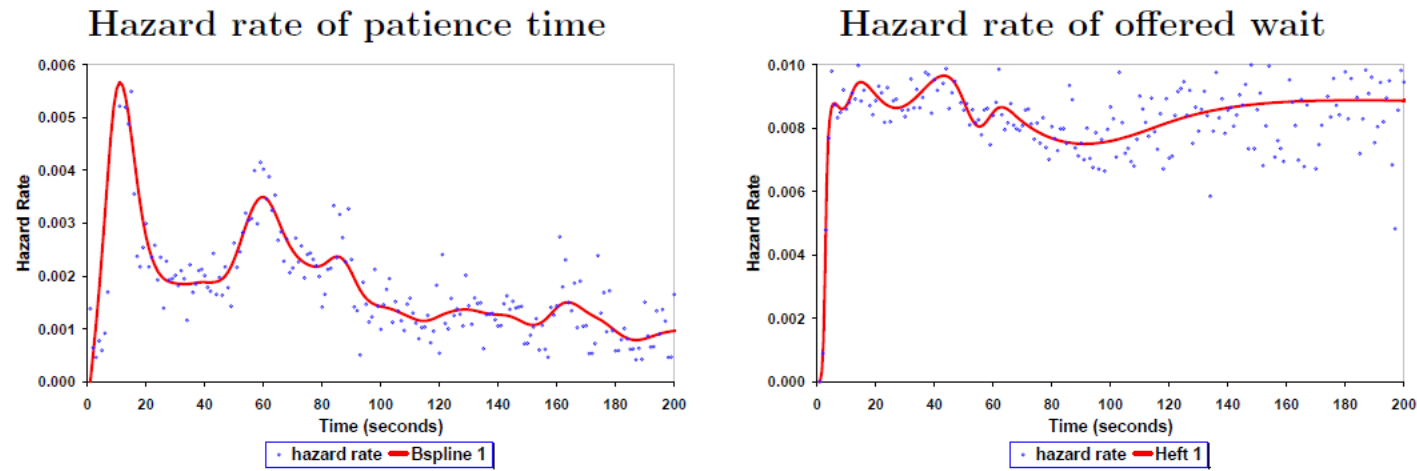 Hazard rate of patience time
0.006
0.005
0.004
0.003
0.002
0.001
0.000
Hazard Rate
0 20 40 60 80 100 120 140 160 180 200
Time (seconds)
hazard rate Bspline 1
Hazard rate of offered wait
0.010
0.008
0.006
0.004
0.002
0.000
Hazard Rate
0 20 40 60 80 100 120 140 160 180 200
Time (seconds)
hazard rate Heft 1